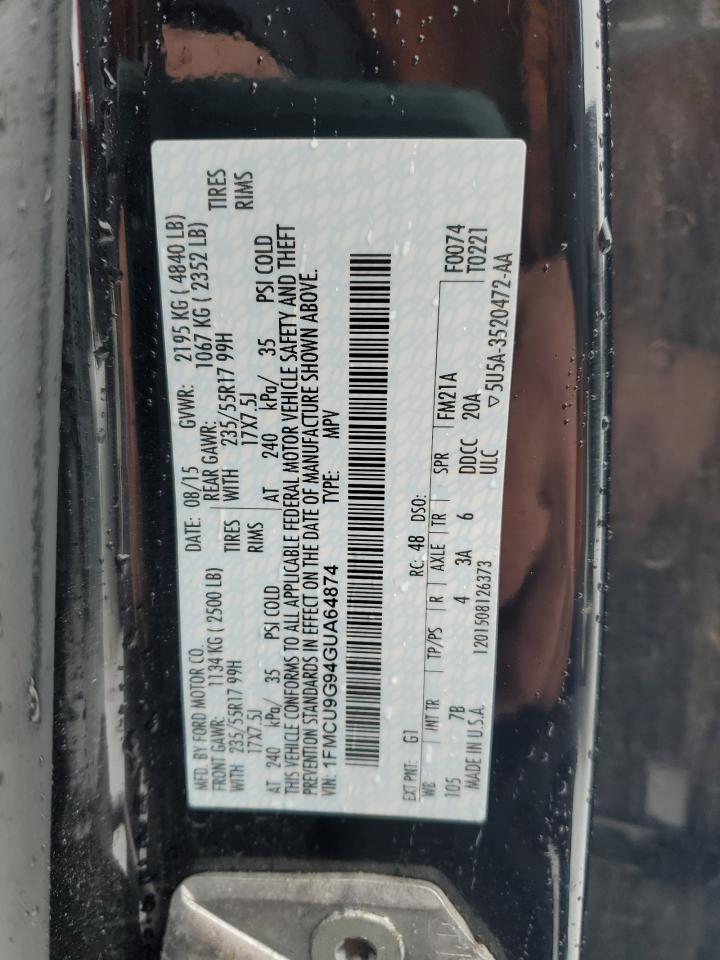 MFD. BY FORD MOTOR CO.
DATE: 08/15 GVWR: 2195 KG ( 4840 LB)
FRONT GAWR: 1134 KG ( 2500 LB)
REAR GAWR: 1067 KG ( 2352 LB)
WITH 235/55R17 99H TIRES
WITH 235/55R17 99H TIRES
17X7.5J RIMS
17X7.5J RIMS
AT 240 kPa/ 35 PSI COLD
AT 240 kPa/ 35 PSI COLD
THIS VEHICLE CONFORMS TO ALL APPLICABLE FEDERAL MOTOR VEHICLE SAFETY AND THEFT
PREVENTION STANDARDS IN EFFECT ON THE DATE OF MANUFACTURE SHOWN ABOVE.
VIN: 1FMCU9G94GUA64874 TYPE: MPV
EXT PNT: G1 RC: 48 DSO: F0074
WB INT TR TP/PS R AXLE TR SPR FM21A T0221
105 7B 4 3A 6 DDCC 20A
MADE IN U.S.A. 1201508126373 ULC ▽5U5A-3520472-AA